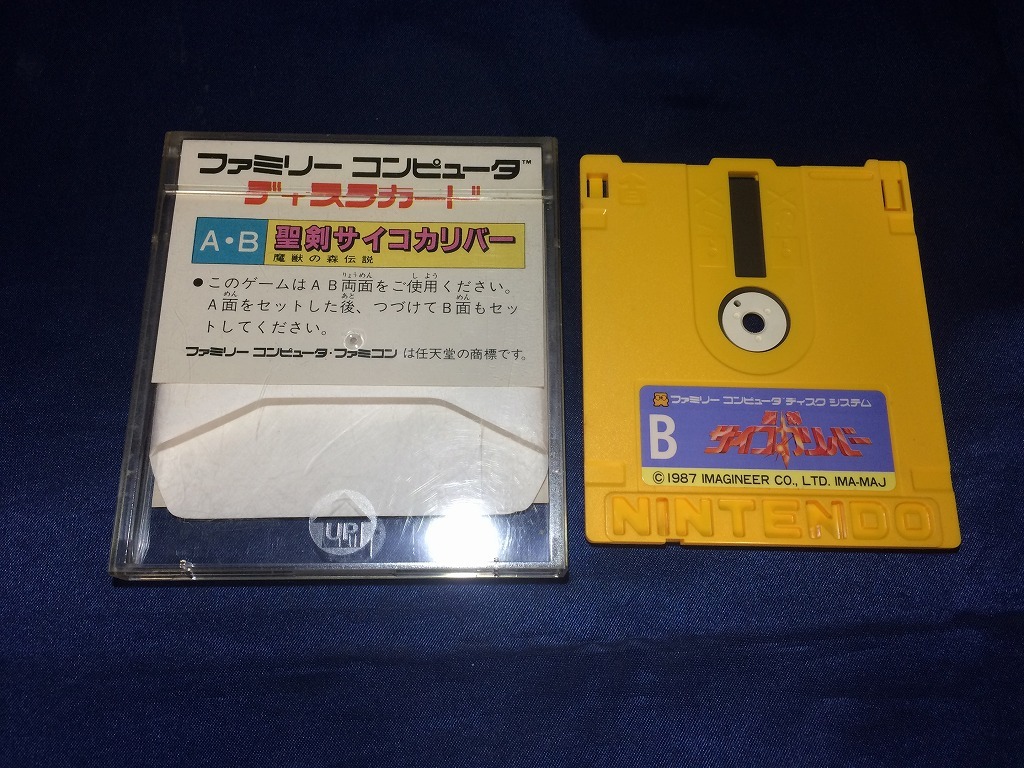 ファミリー コンピュータ™
ディスクカード
A・B 聖剣サイコカリバー
魔獣の森伝説
●このゲームはAB両面をご使用ください。
A面をセットした後、つづけてB面もセッ
トしてください。
ファミリー コンピュータ・ファミコン は任天堂の商標です。
UP!
ファミリー コンピュータ ディスク システム
B
聖剣
サイコカリバー
©1987 IMAGINEER CO., LTD. IMA-MAJ
NINTENDO